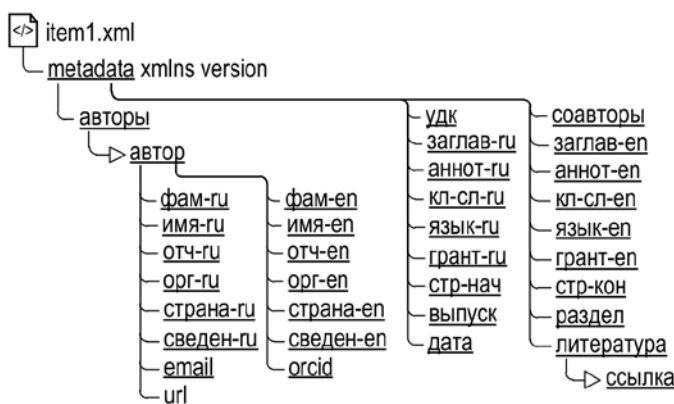 </> item1.xml
metadata xmlns version
авторы
автор
фам-ru
имя-ru
отч-ru
орг-ru
страна-ru
сведен-ru
email
url
фам-en
имя-en
отч-en
орг-en
страна-en
сведен-en
orcid
удк
заглав-ru
аннот-ru
кл-сл-ru
язык-ru
грант-ru
стр-нач
выпуск
дата
соавторы
заглав-en
аннот-en
кл-сл-en
язык-en
грант-en
стр-кон
раздел
литература
ссылка